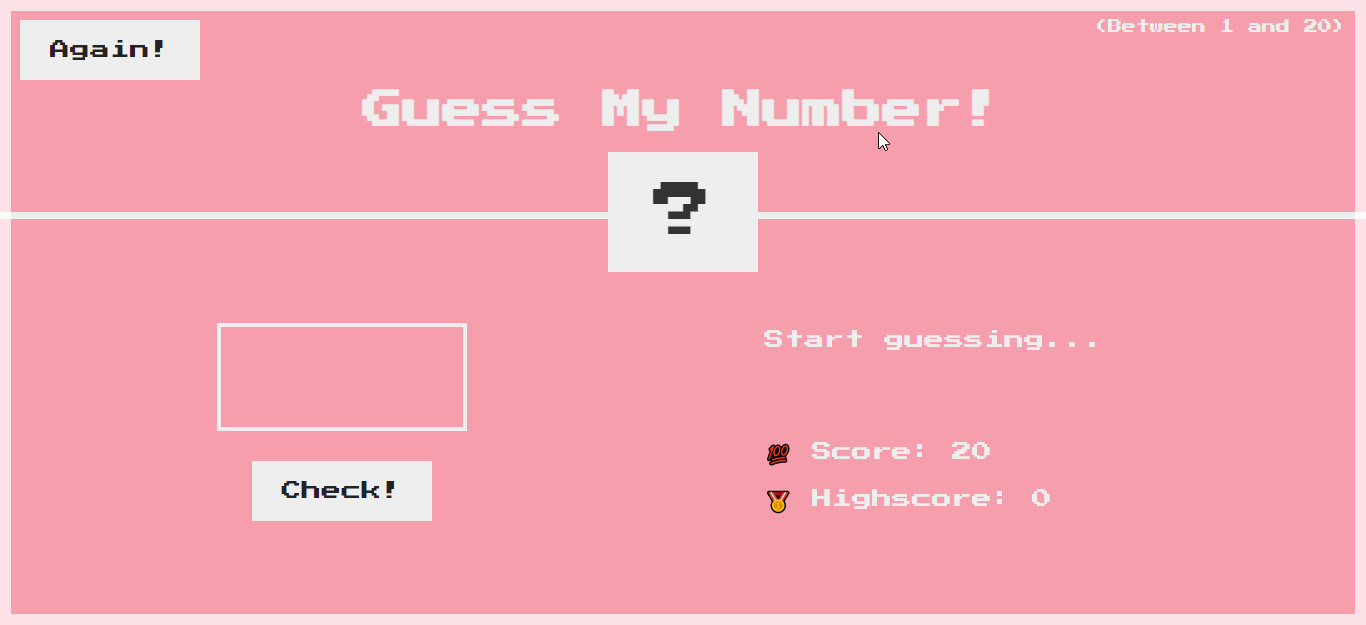 Again!
(Between 1 and 20)
Guess My Number!
?
Start guessing...
Check!
💯 Score: 20
🥇 Highscore: 0